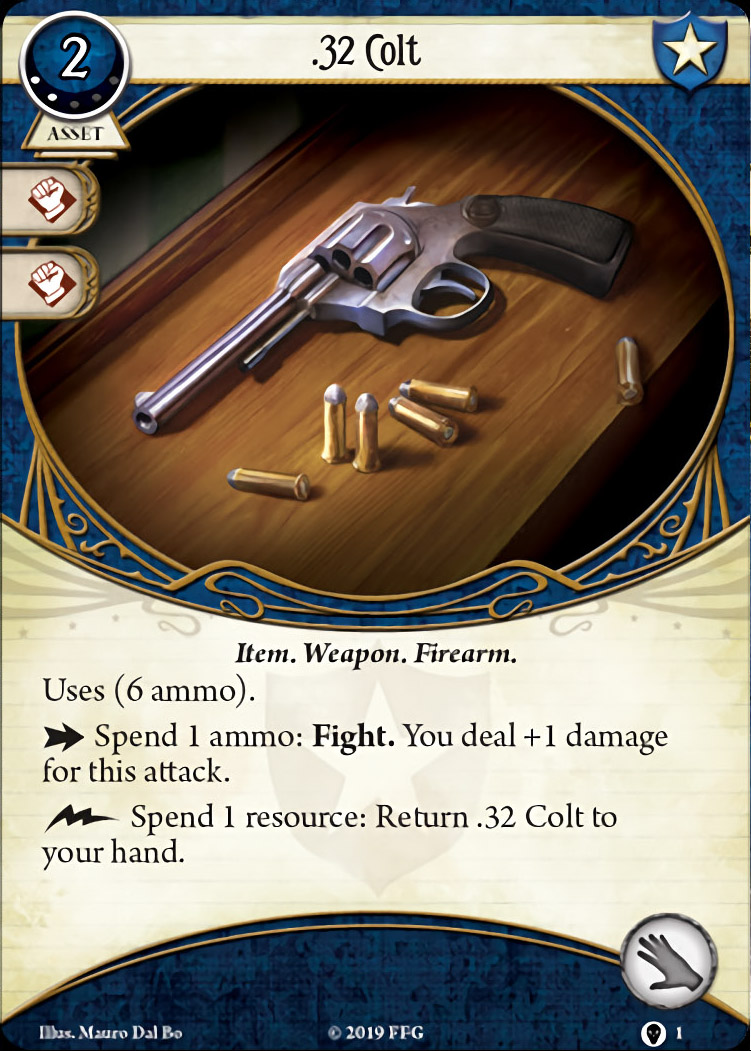 2
.32 Colt
ASSET
Item. Weapon. Firearm.
Uses (6 ammo).
Spend 1 ammo: Fight. You deal +1 damage
for this attack.
Spend 1 resource: Return .32 Colt to
your hand.
Illus. Mauro Dal Bo
© 2019 FFG
1